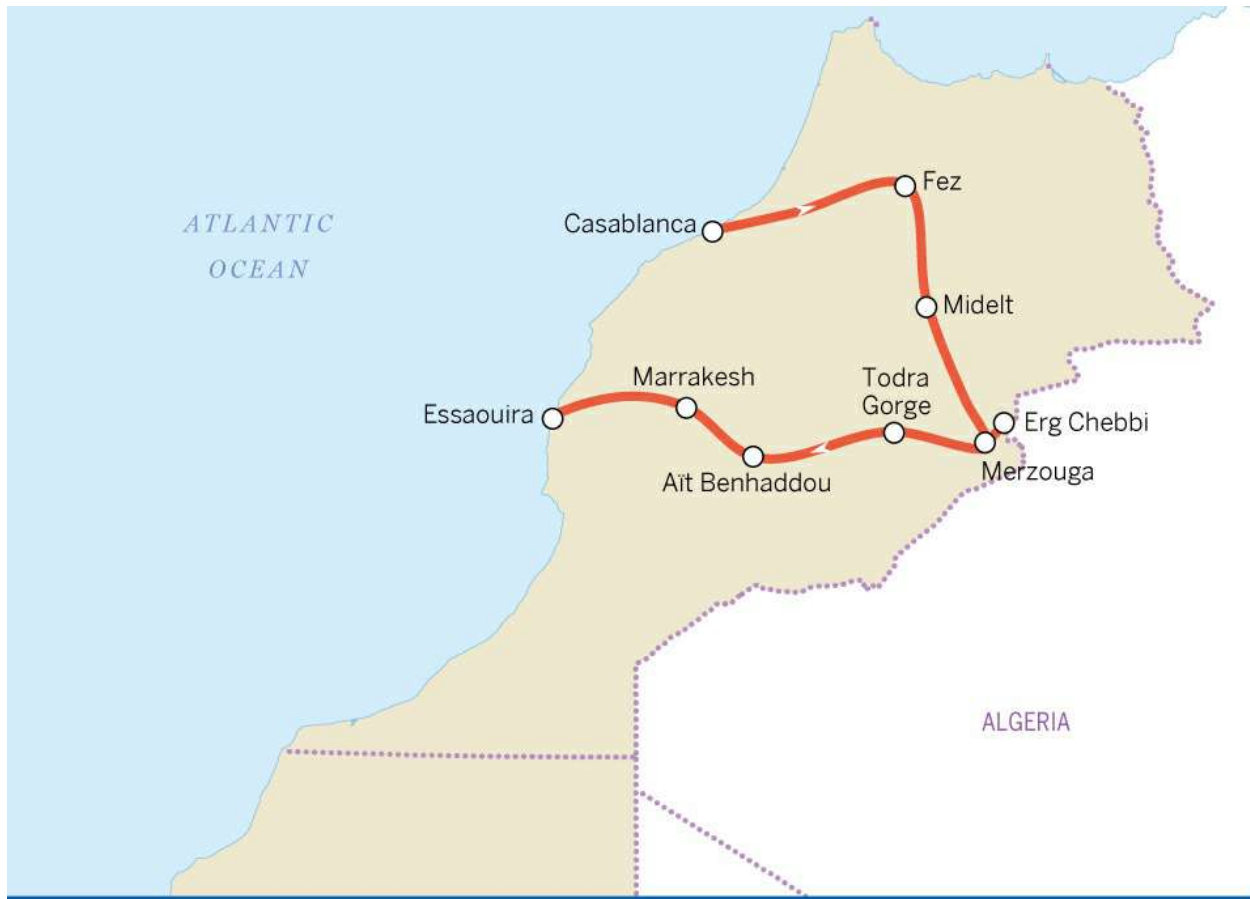 Fez
Casablanca
ATLANTIC
OCEAN
Midelt
Marrakesh
Todra
Gorge
Essaouira
Erg Chebbi
Merzouga
Aït Benhaddou
ALGERIA